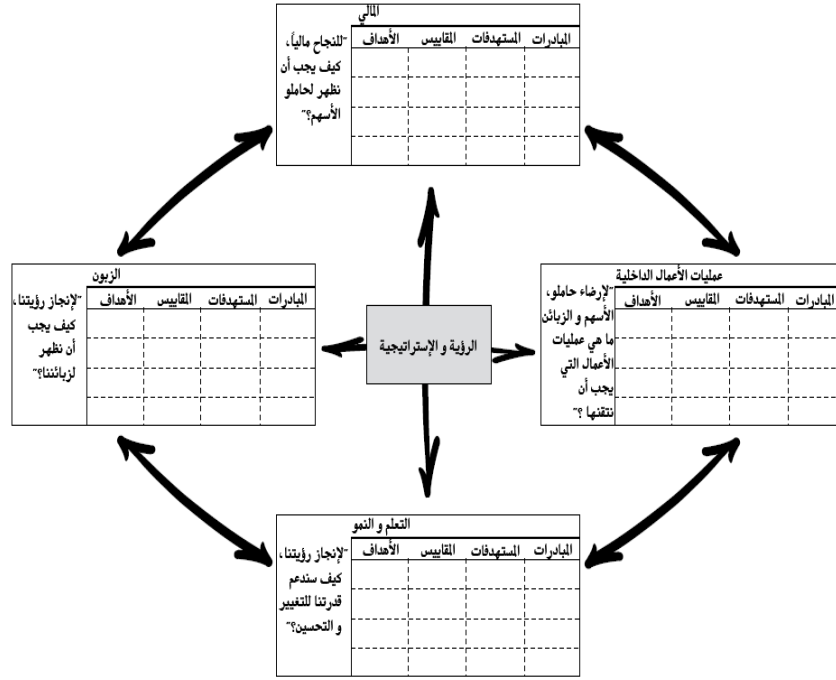 المالي
الأهداف المقاييس المستهدفات المبادرات
"للنجاح مالياً،
كيف يجب أن
نظهر لحاملو
الأسهم؟"
الزبون
الأهداف المقاييس المستهدفات المبادرات
"لإنجاز رؤيتنا،
كيف يجب
أن نظهر
لزبائننا؟"
الرؤية و الإستراتيجية
عمليات الأعمال الداخلية
الأهداف المقاييس المستهدفات المبادرات
"لإرضاء حاملو،
الأسهم و الزبائن
ما هي عمليات
الأعمال التي
يجب أن
نتقنها ؟"
التعلم و النمو
الأهداف المقاييس المستهدفات المبادرات
"لإنجاز رؤيتنا،
كيف سندعم
قدرتنا للتغيير
و التحسين؟"